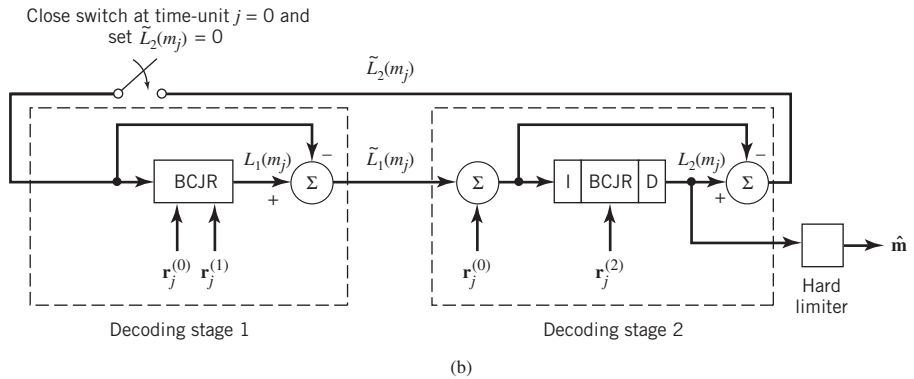 Close switch at time-unit j = 0 and
set L̃₂(mⱼ) = 0
L̃₂(mⱼ)
L₁(mⱼ)
L̃₁(mⱼ)
L₂(mⱼ)
−
−
BCJR
Σ
Σ
I BCJR D
Σ
+
+
rⱼ⁽⁰⁾ rⱼ⁽¹⁾
rⱼ⁽⁰⁾
rⱼ⁽²⁾
m̂
Hard
limiter
Decoding stage 1
Decoding stage 2
(b)